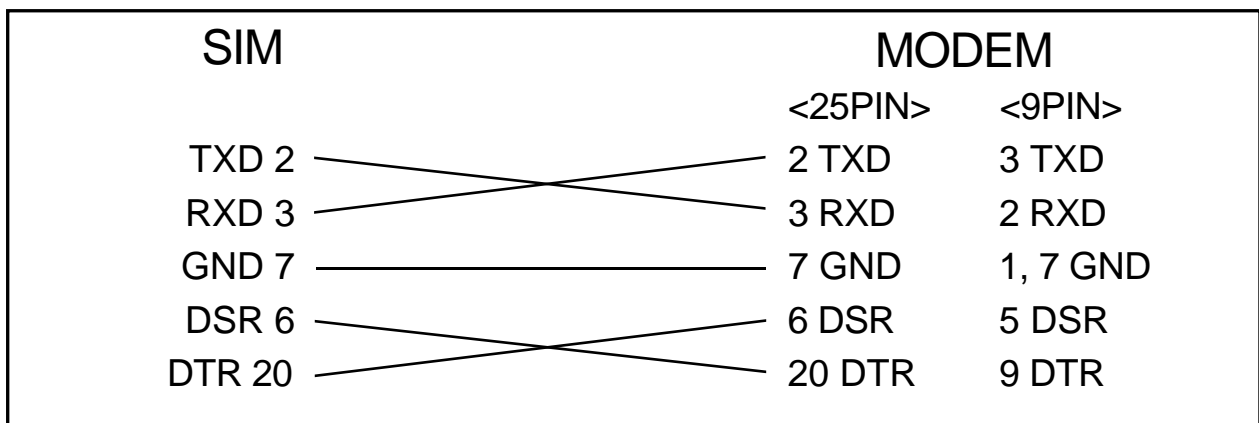 SIM MODEM
<25PIN> <9PIN>
TXD 2 2 TXD 3 TXD
RXD 3 3 RXD 2 RXD
GND 7 7 GND 1, 7 GND
DSR 6 6 DSR 5 DSR
DTR 20 20 DTR 9 DTR